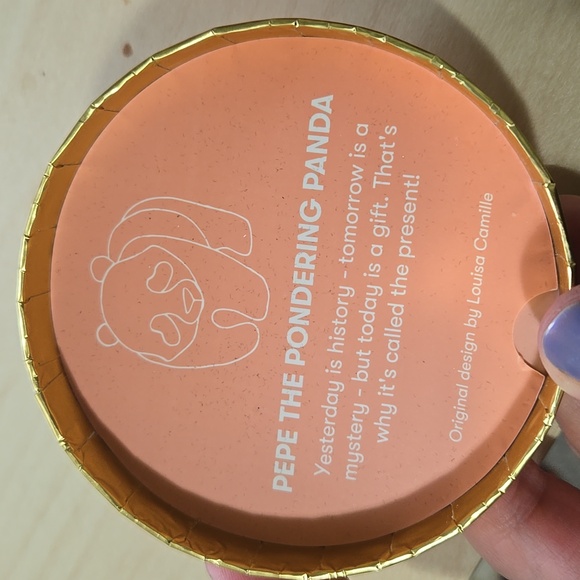 PEPE THE PONDERING PANDA
Yesterday is history - tomorrow is a
mystery - but today is a gift. That's
why it's called the present!
Original design by Louisa Camille